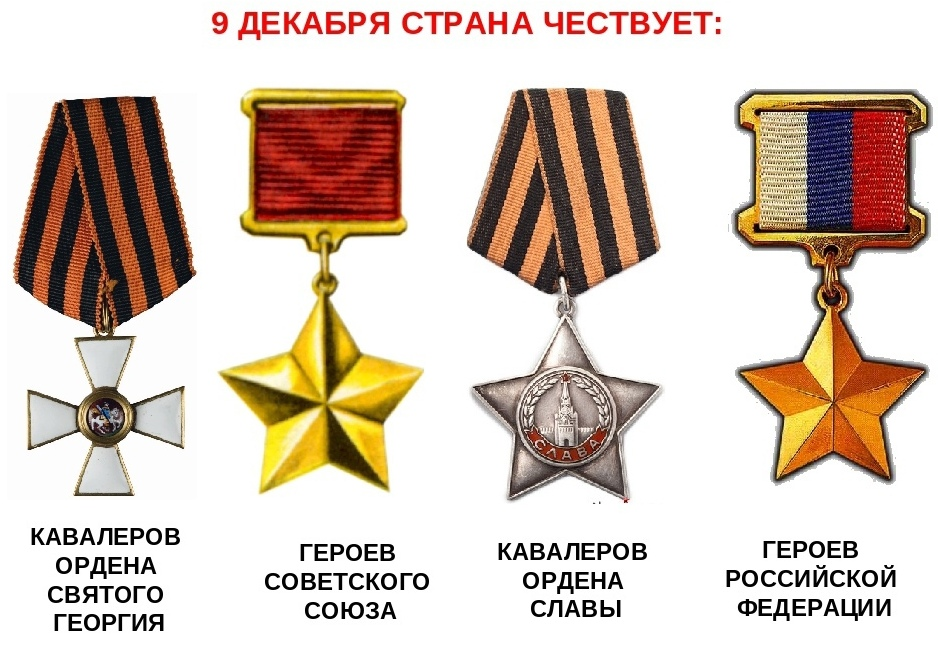 9 ДЕКАБРЯ СТРАНА ЧЕСТВУЕТ:
СЛАВА
КАВАЛЕРОВ
ОРДЕНА
СВЯТОГО
ГЕОРГИЯ
ГЕРОЕВ
СОВЕТСКОГО
СОЮЗА
КАВАЛЕРОВ
ОРДЕНА
СЛАВЫ
ГЕРОЕВ
РОССИЙСКОЙ
ФЕДЕРАЦИИ